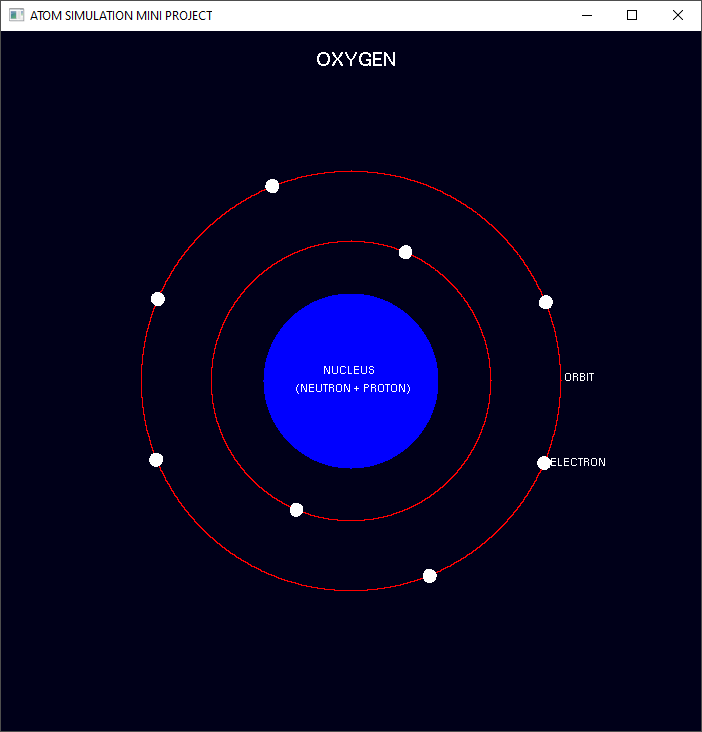 ATOM SIMULATION MINI PROJECT
OXYGEN
NUCLEUS
(NEUTRON + PROTON)
ORBIT
ELECTRON